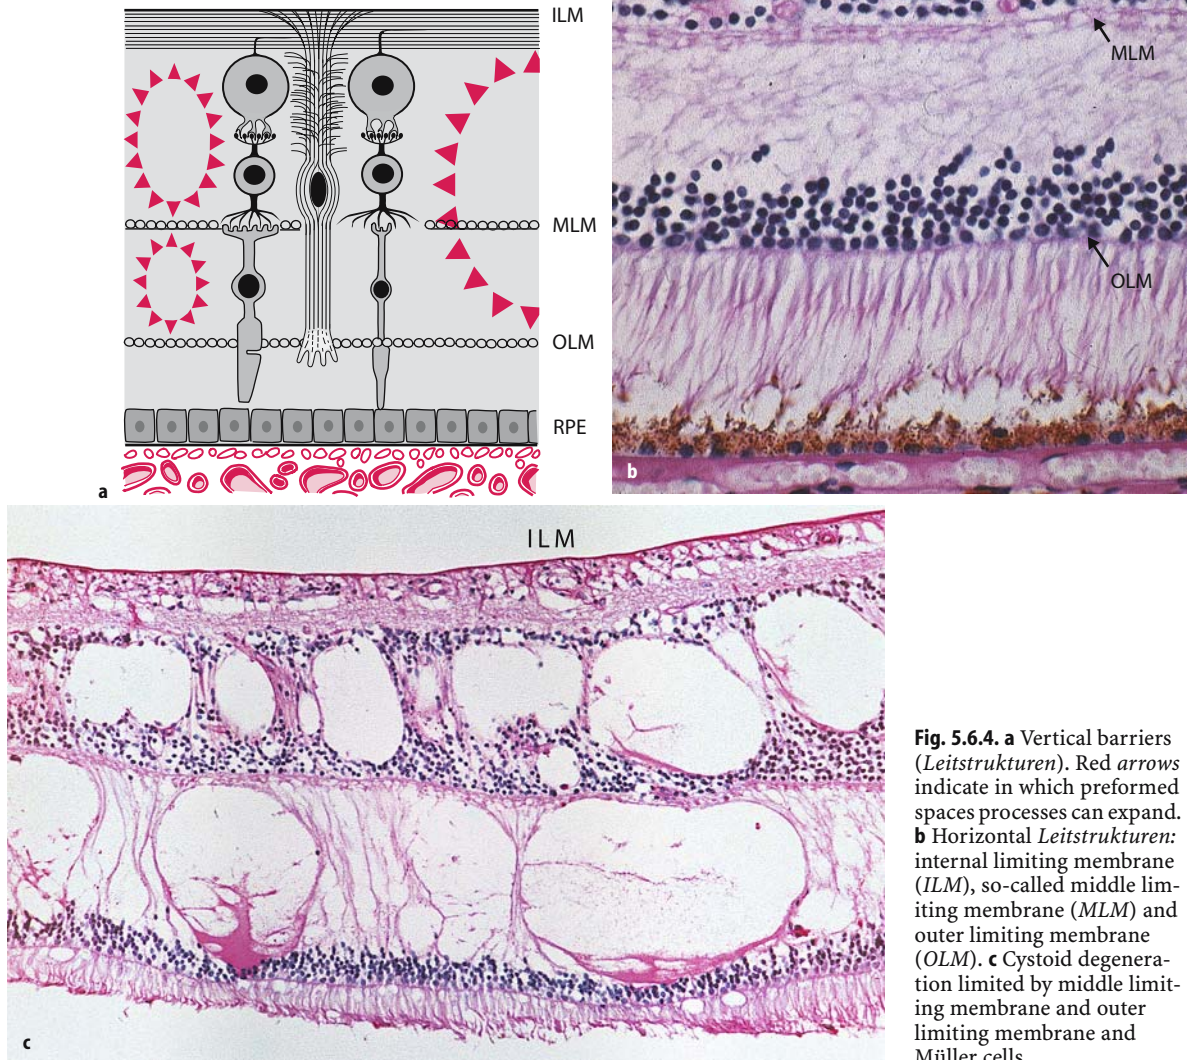 ILM
MLM
OLM
RPE
a
MLM
OLM
b
ILM
c
Fig. 5.6.4. a Vertical barriers
(Leitstrukturen). Red arrows
indicate in which preformed
spaces processes can expand.
b Horizontal Leitstrukturen:
internal limiting membrane
(ILM), so-called middle lim-
iting membrane (MLM) and
outer limiting membrane
(OLM). c Cystoid degenera-
tion limited by middle limit-
ing membrane and outer
limiting membrane and
Müller cells